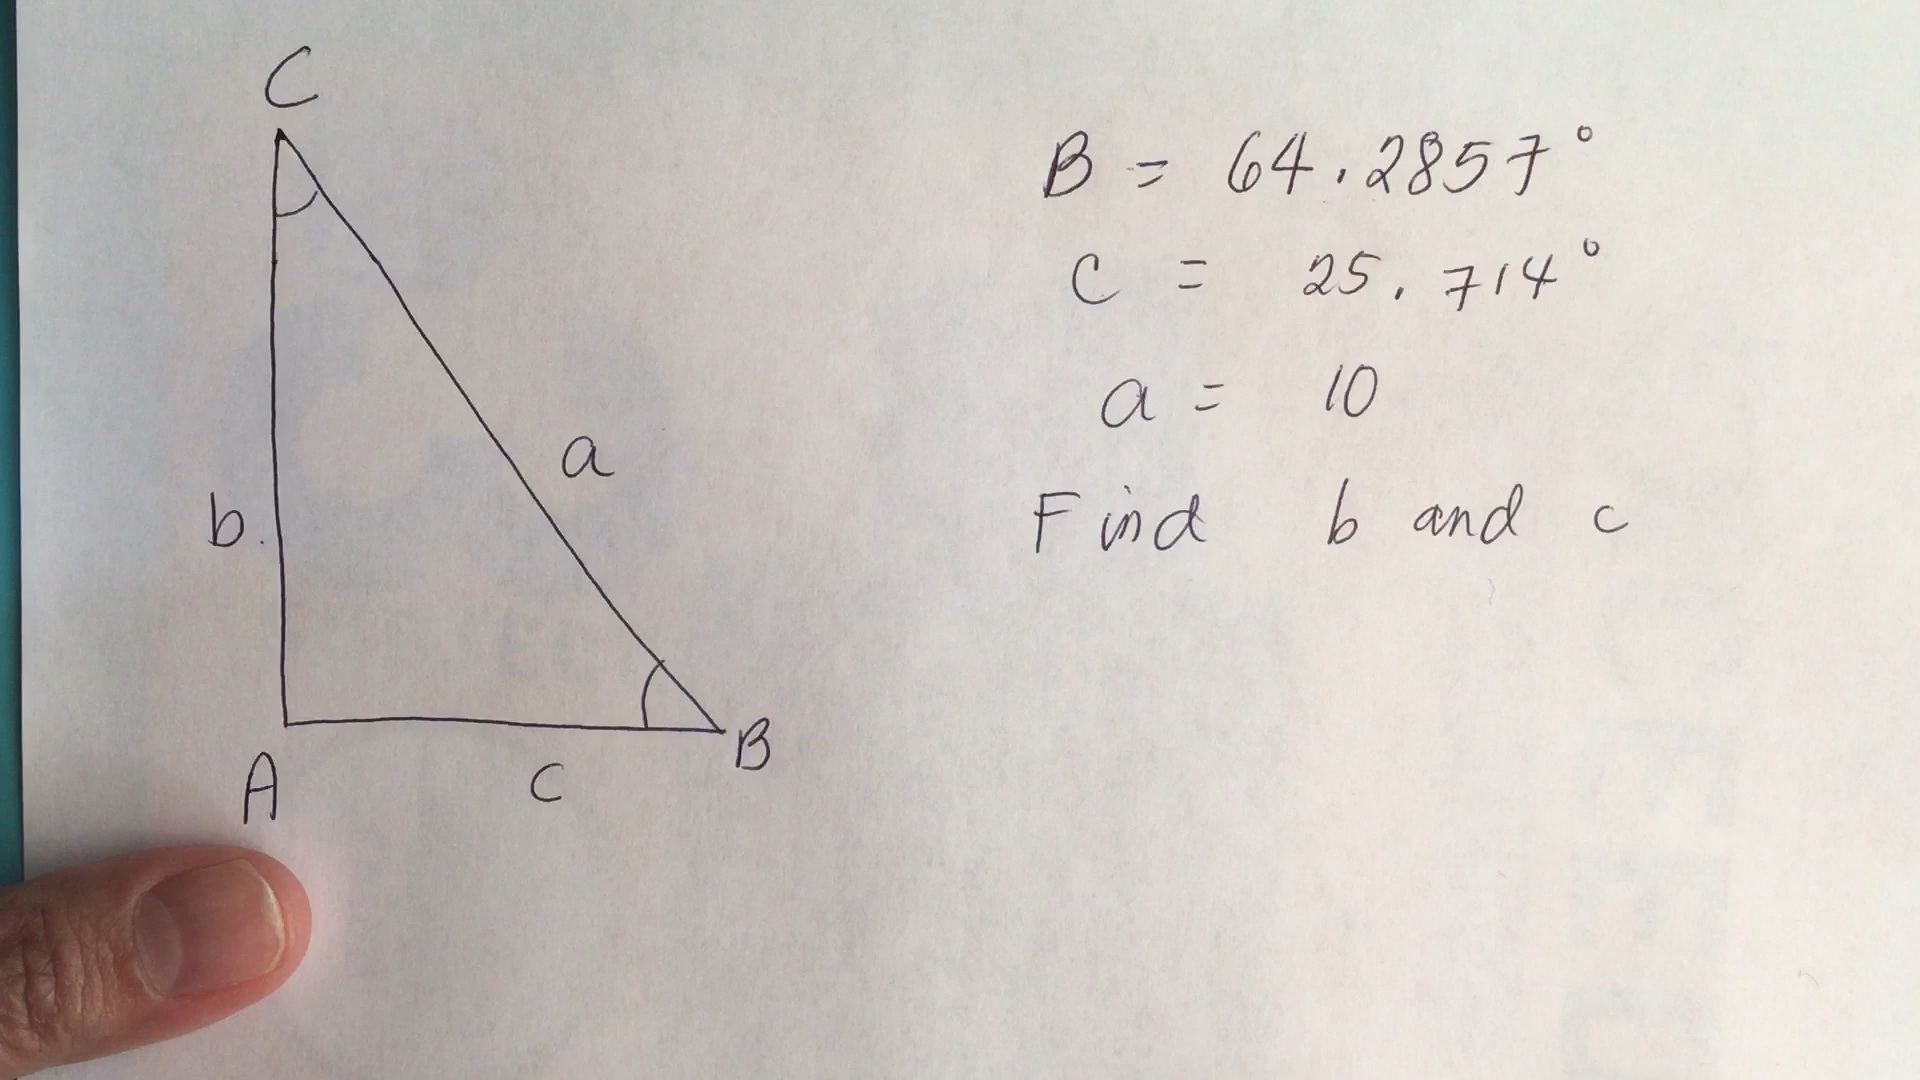 C
B = 64.2857°
C = 25.714°
a = 10
a
b
Find b and c
B
A
c